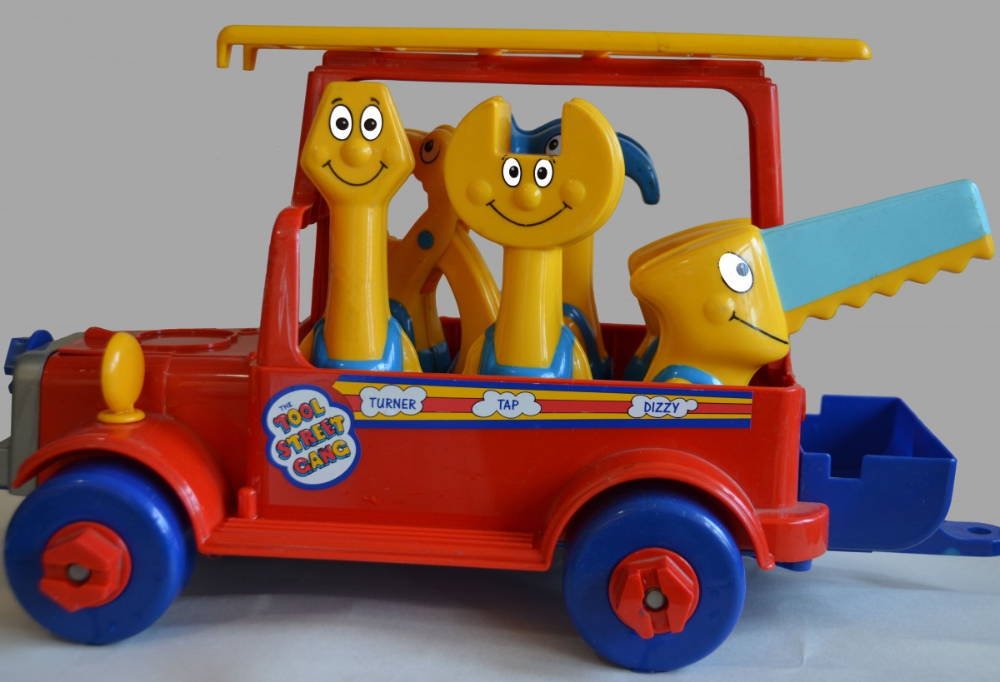 THE
TOOL
STREET
GANG
TURNER
TAP
DIZZY